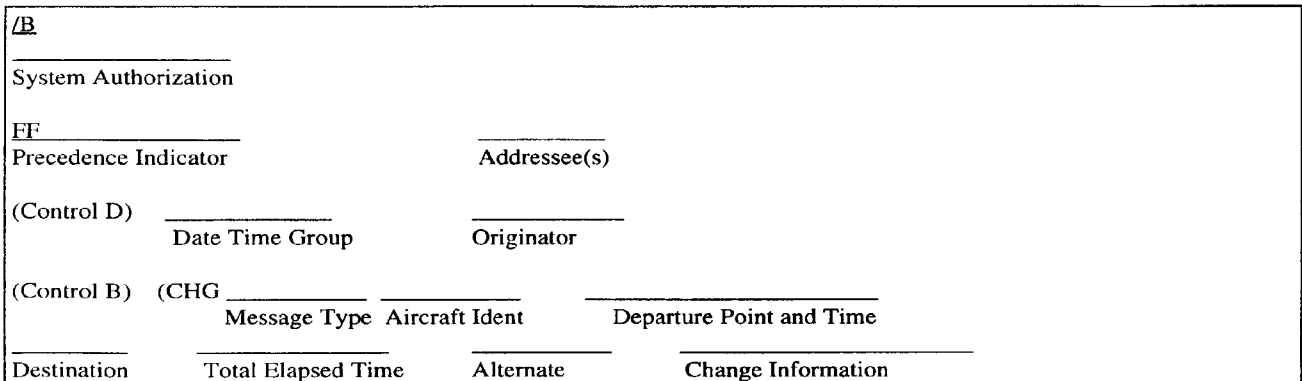 /B
System Authorization
FF
Precedence Indicator Addressee(s)
(Control D)
Date Time Group Originator
(Control B) (CHG
Message Type Aircraft Ident Departure Point and Time
Destination Total Elapsed Time Alternate Change Information